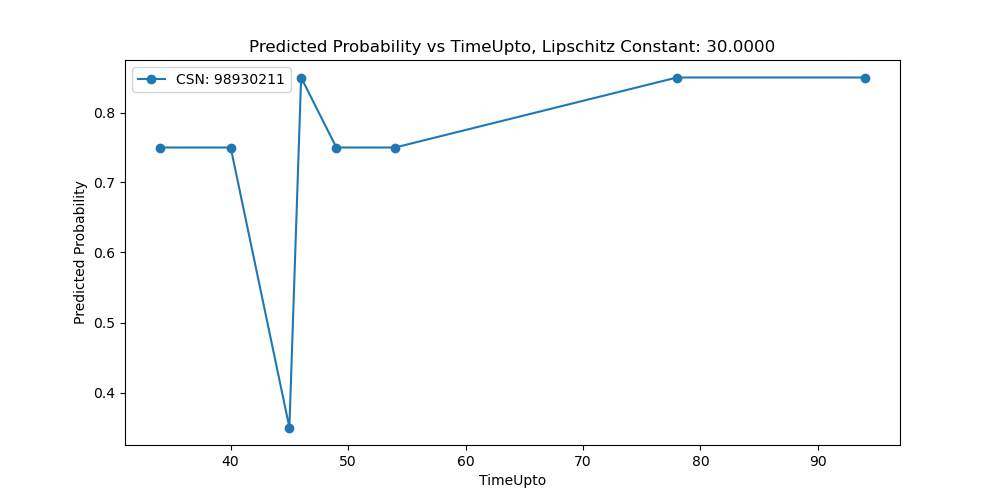 Predicted Probability vs TimeUpto, Lipschitz Constant: 30.0000
CSN: 98930211
Predicted Probability
0.8
0.7
0.6
0.5
0.4
40 50 60 70 80 90
TimeUpto